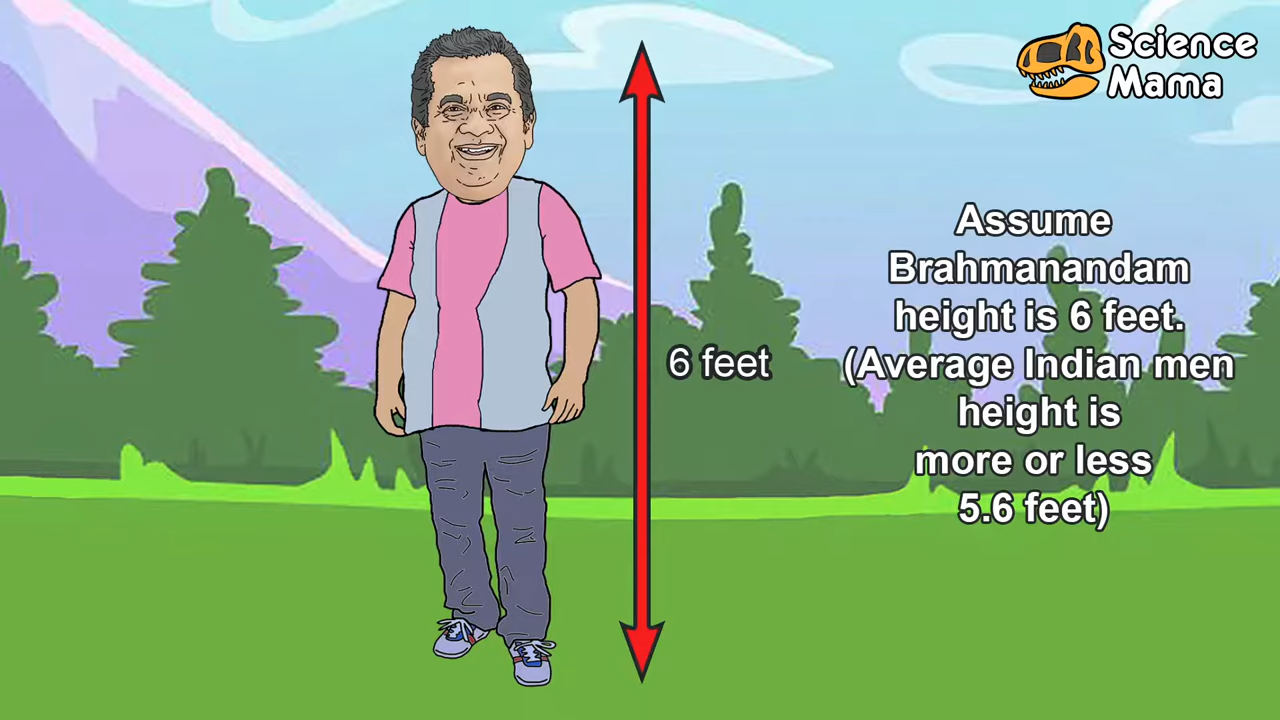 Science
Mama
Assume
Brahmanandam
height is 6 feet.
(Average Indian men
height is
more or less
5.6 feet)
6 feet